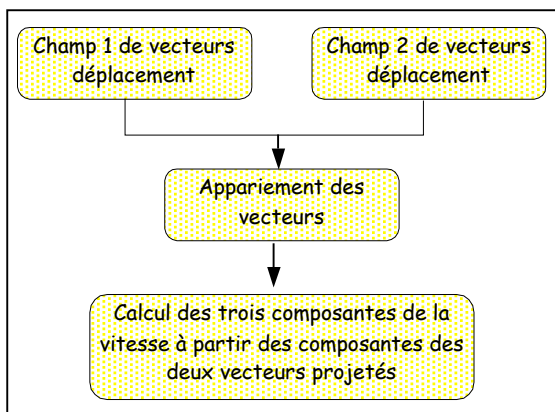 Champ 1 de vecteurs
déplacement
Champ 2 de vecteurs
déplacement
Appariement des
vecteurs
Calcul des trois composantes de la
vitesse à partir des composantes des
deux vecteurs projetés